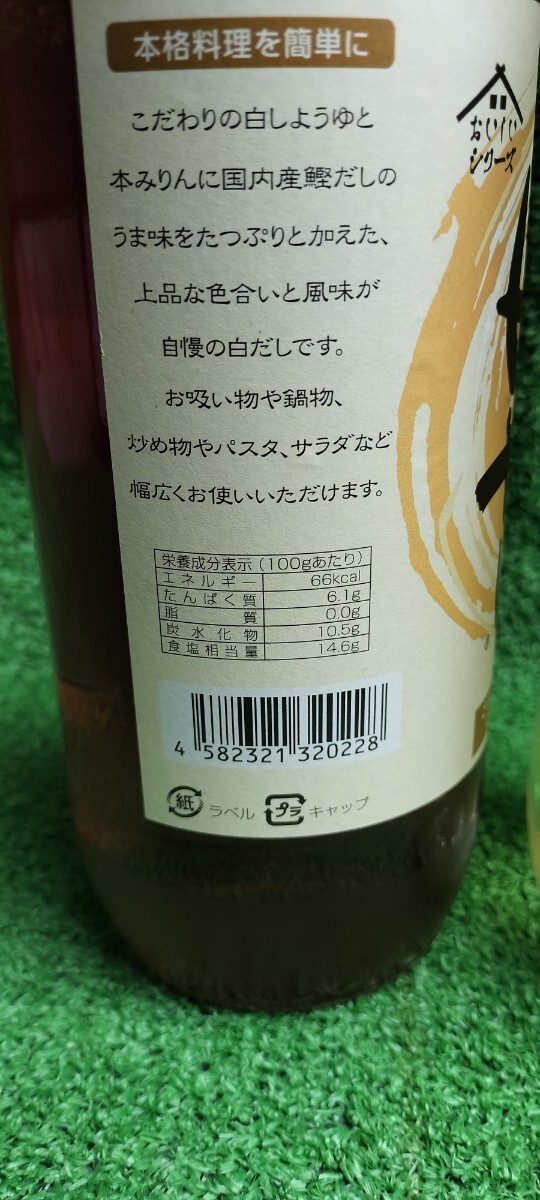 本格料理を簡単に
こだわりの白しょうゆと
本みりんに国内産鰹だしの
うま味をたっぷりと加えた、
上品な色合いと風味が
自慢の白だしです。
お吸い物や鍋物、
炒め物やパスタ、サラダなど
幅広くお使いいただけます。
おいしい
シリーズ
栄養成分表示(100gあたり)
エネルギー 66kcal
たんぱく質 6.1g
脂質 0.0g
炭水化物 10.5g
食塩相当量 14.6g
4 582321 320228
紙 ラベル プラ キャップ